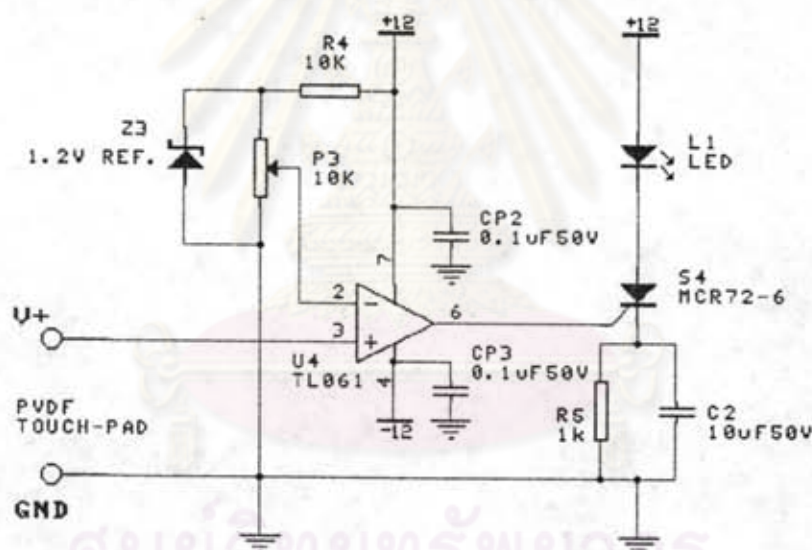 +12
+12
R4
10K
Z3
1.2V REF.
P3
10K
L1
LED
CP2
0.1uF50V
7
S4
MCR72-6
2
-
6
V+
3
+
U4
TL061
4
CP3
0.1uF50V
PVDF
TOUCH-PAD
-12
R5
1k
C2
10uF50V
GND